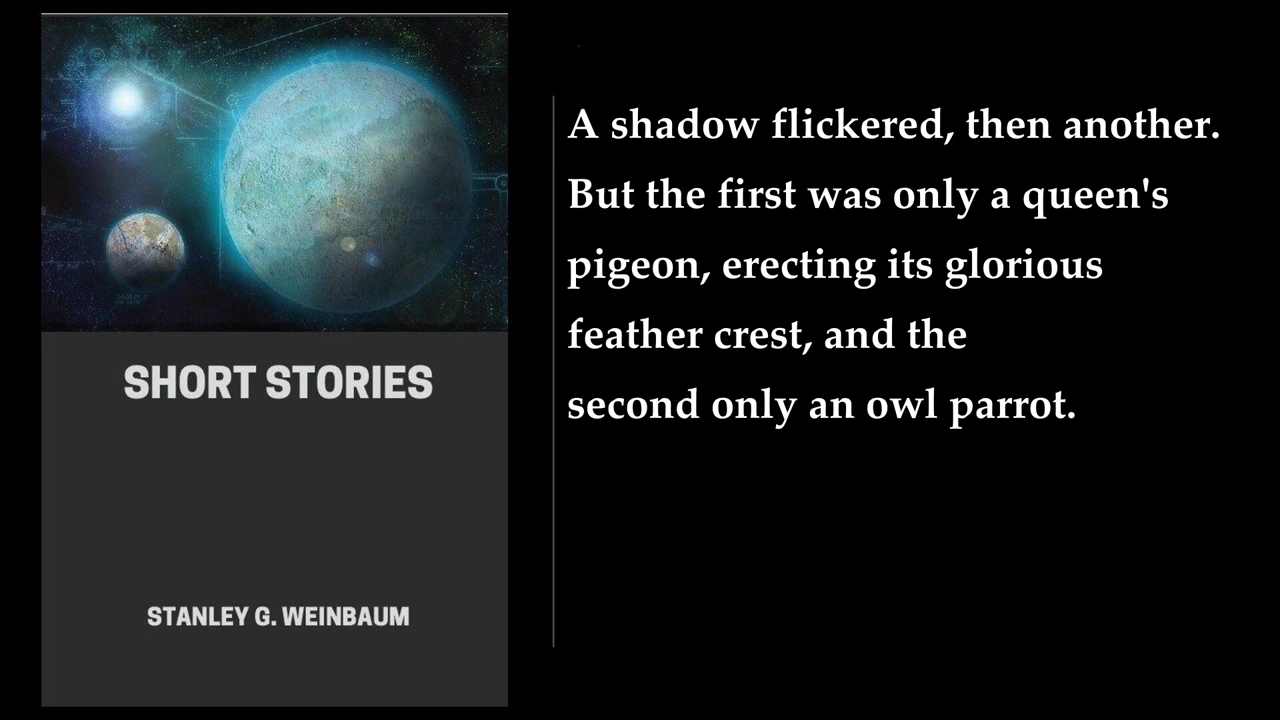 SHORT STORIES
STANLEY G. WEINBAUM
A shadow flickered, then another.
But the first was only a queen's
pigeon, erecting its glorious
feather crest, and the
second only an owl parrot.